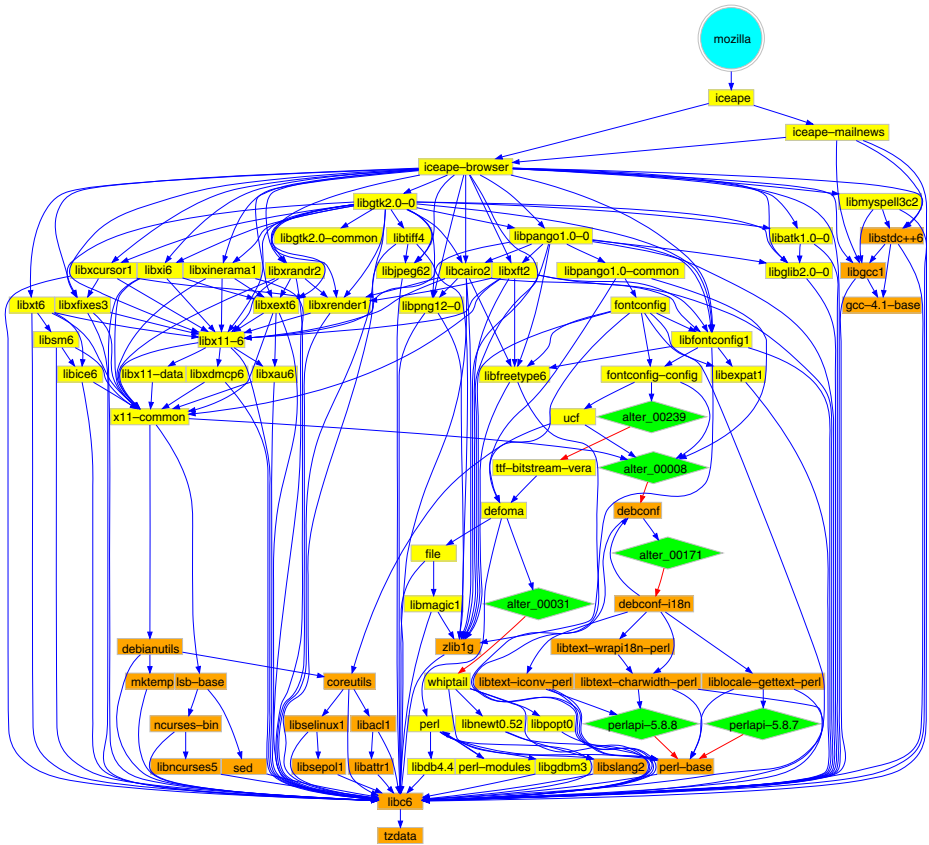 mozilla
iceape
iceape–mailnews
iceape–browser
libgtk2.0–0
libmyspell3c2
libgtk2.0–common
libtiff4
libpango1.0–0
libatk1.0–0
libstdc++6
libxcursor1
libxi6
libxinerama1
libxrandr2
libjpeg62
libcairo2
libxft2
libpango1.0–common
libglib2.0–0
libgcc1
libxt6
libxfixes3
libxext6
libxrender1
libpng12–0
fontconfig
gcc–4.1–base
libsm6
libx11–6
libfontconfig1
libice6
libx11–data
libxdmcp6
libxau6
libfreetype6
fontconfig–config
libexpat1
x11–common
ucf
alter_00239
ttf–bitstream–vera
alter_00008
defoma
debconf
file
alter_00171
libmagic1
alter_00031
debconf–i18n
debianutils
zlib1g
libtext–wrapi18n–perl
mktemp
lsb–base
coreutils
whiptail
libtext–iconv–perl
libtext–charwidth–perl
liblocale–gettext–perl
ncurses–bin
libselinux1
libacl1
perl
libnewt0.52
libpopt0
perlapi–5.8.8
perlapi–5.8.7
libncurses5
sed
libsepol1
libattr1
libdb4.4
perl–modules
libgdbm3
libslang2
perl–base
libc6
tzdata